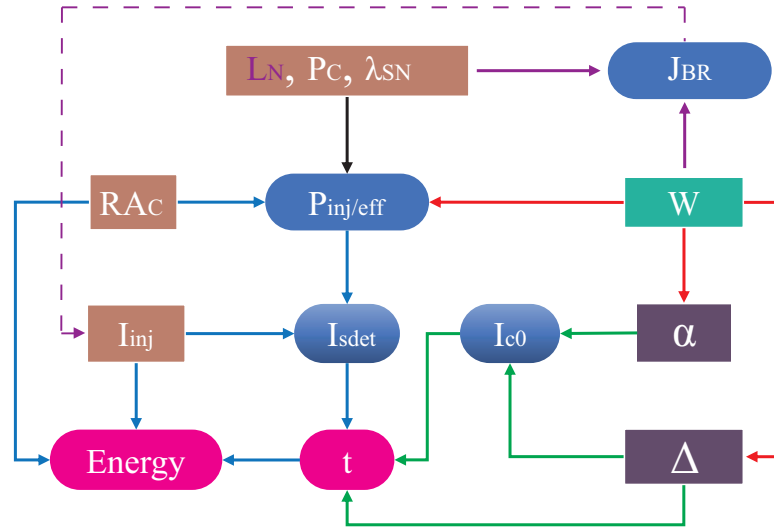 LN, PC, λSN
JBR
RAC
Pinj/eff
W
Iinj
Isdet
Ic0
α
Energy
t
Δ